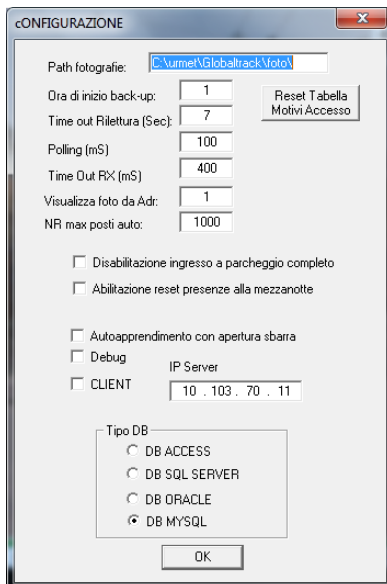 cONFIGURAZIONE
Path fotografie: C:\urmet\Globaltrack\foto\
Ora di inizio back-up: 1
Reset Tabella
Motivi Accesso
Time out Rilettura (Sec): 7
Polling (mS) 100
Time Out RX (mS) 400
Visualizza foto da Adr: 1
NR max posti auto: 1000
Disabilitazione ingresso a parcheggio completo
Abilitazione reset presenze alla mezzanotte
Autoapprendimento con apertura sbarra
Debug
IP Server
CLIENT
10 . 103 . 70 . 11
Tipo DB
DB ACCESS
DB SQL SERVER
DB ORACLE
DB MYSQL
OK